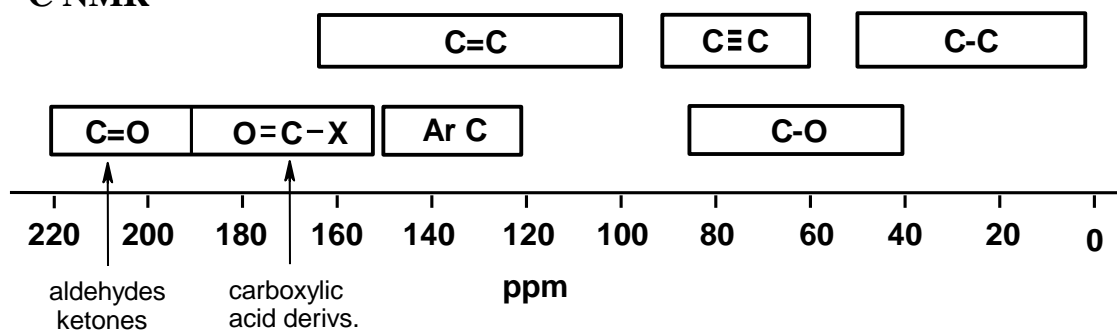 C NMR
C=C C≡C C-C
C=O O=C-X Ar C C-O
220 200 180 160 140 120 100 80 60 40 20 0
aldehydes carboxylic ppm
ketones acid derivs.